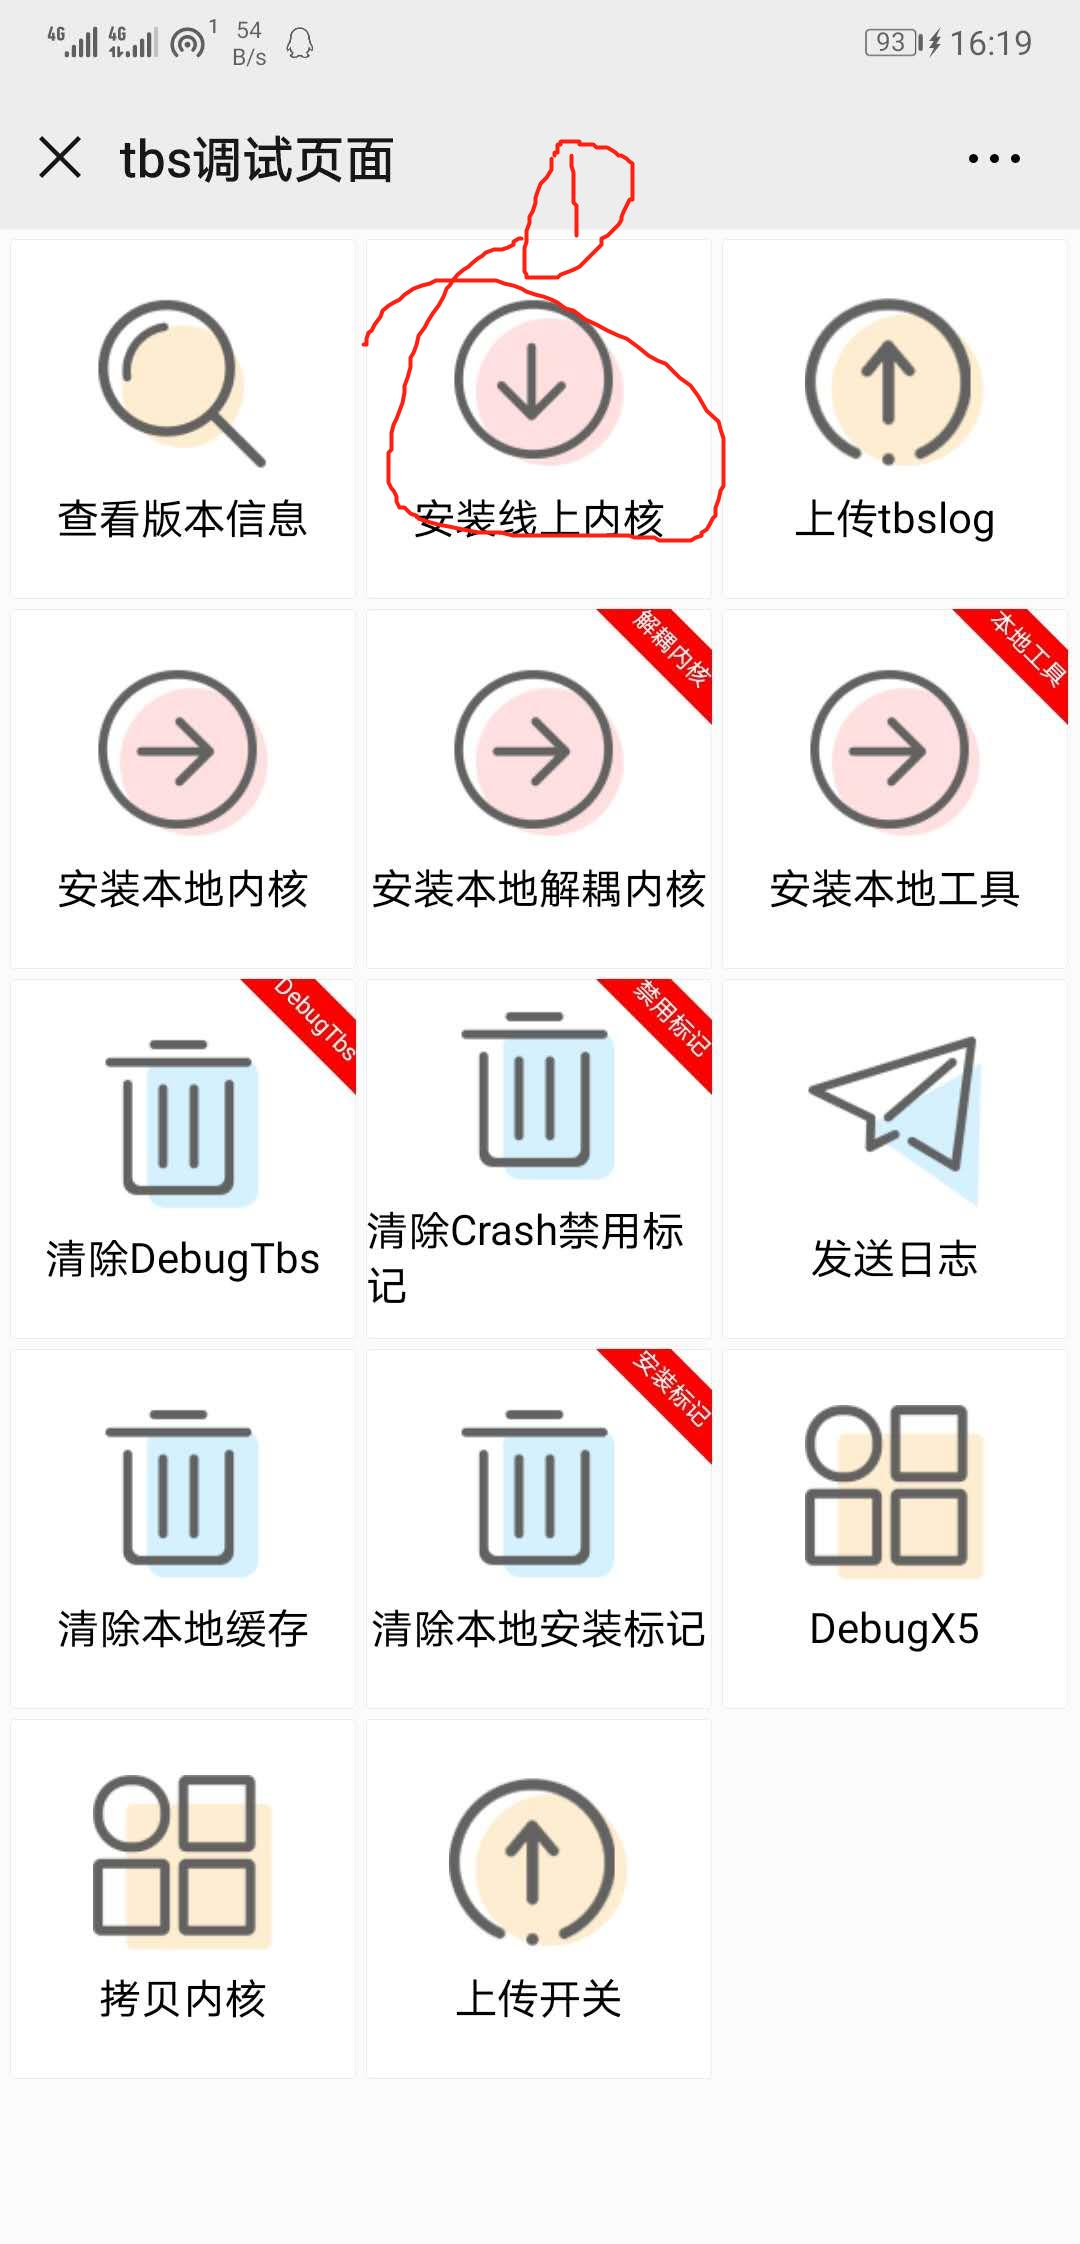 4G 4G 1 54 B/s 93 16:19
tbs调试页面
1
查看版本信息 安装线上内核 上传tbslog
解耦内核 本地工具
安装本地内核 安装本地解耦内核 安装本地工具
DebugTbs 禁用标记
清除DebugTbs 清除Crash禁用标 发送日志
记
安装标记
清除本地缓存 清除本地安装标记 DebugX5
拷贝内核 上传开关